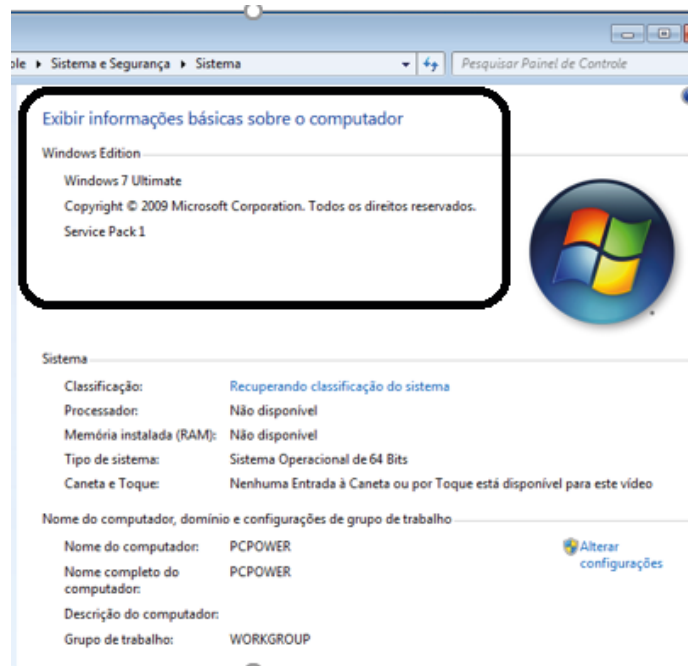 ole ▸ Sistema e Segurança ▸ Sistema
Pesquisar Painel de Controle
Exibir informações básicas sobre o computador
Windows Edition
Windows 7 Ultimate
Copyright © 2009 Microsoft Corporation. Todos os direitos reservados.
Service Pack 1
Sistema
Classificação: Recuperando classificação do sistema
Processador: Não disponível
Memória instalada (RAM): Não disponível
Tipo de sistema: Sistema Operacional de 64 Bits
Caneta e Toque: Nenhuma Entrada à Caneta ou por Toque está disponível para este vídeo
Nome do computador, domínio e configurações de grupo de trabalho
Nome do computador: PCPOWER
Alterar
configurações
Nome completo do PCPOWER
computador:
Descrição do computador:
Grupo de trabalho: WORKGROUP